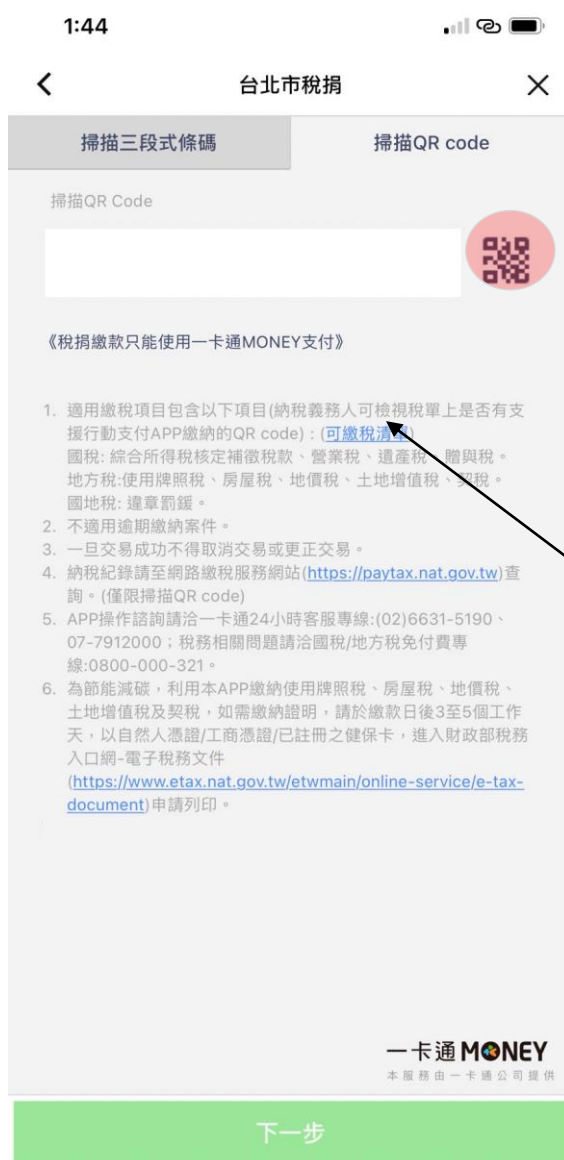 1:44
台北市稅捐
掃描三段式條碼
掃描QR code
掃描QR Code
《稅捐繳款只能使用一卡通MONEY支付》
1. 適用繳稅項目包含以下項目(納稅義務人可檢視稅單上是否有支
援行動支付APP繳納的QR code)：(可繳稅清單)
國稅: 綜合所得稅核定補徵稅款、營業稅、遺產稅、贈與稅。
地方稅:使用牌照稅、房屋稅、地價稅、土地增值稅、契稅。
國地稅: 違章罰鍰。
2. 不適用逾期繳納案件。
3. 一旦交易成功不得取消交易或更正交易。
4. 納稅紀錄請至網路繳稅服務網站(https://paytax.nat.gov.tw)查
詢。(僅限掃描QR code)
5. APP操作諮詢請洽一卡通24小時客服專線:(02)6631-5190、
07-7912000；稅務相關問題請洽國稅/地方稅免付費專
線:0800-000-321。
6. 為節能減碳，利用本APP繳納使用牌照稅、房屋稅、地價稅、
土地增值稅及契稅，如需繳納證明，請於繳款日後3至5個工作
天，以自然人憑證/工商憑證/已註冊之健保卡，進入財政部稅務
入口網-電子稅務文件
(https://www.etax.nat.gov.tw/etwmain/online-service/e-tax-
document)申請列印。
一卡通MONEY
本服務由一卡通公司提供
下一步